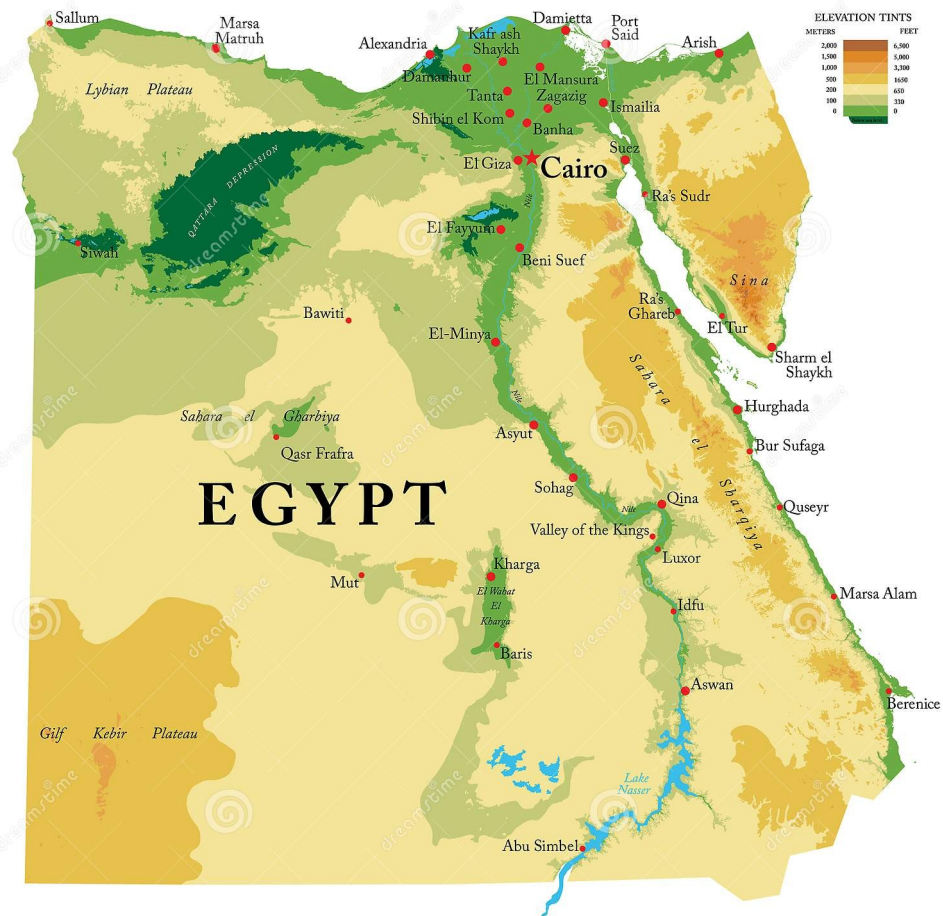 Sallum
Marsa
Matruh
Alexandria
Kafr ash
Shaykh
Damietta
Port
Said
Arish
ELEVATION TINTS
METERS FEET
2,000 6,900
1,500 5,000
1,000 3,300
500 1650
200 650
100 330
0 0
Lybian Plateau
Damanhur
El Mansura
Tanta
Zagazig
Ismailia
Shibin el Kom
Banha
Suez
El Giza
Cairo
QATTARA DEPRESSION
Nile
Ra's Sudr
Siwah
El Fayyum
Beni Suef
Sina
Bawiti
El-Minya
Ra's
Ghareb
El Tur
Sharm el
Shaykh
Sahara el Sharqiya
Nile
Hurghada
Sahara el Gharbiya
Qasr Frafra
Asyut
Bur Sufaga
EGYPT
Sohag
Qina
Nile
Quseyr
Valley of the Kings
Luxor
Kharga
Mut
El Wahat
El
Kharga
Idfu
Marsa Alam
Baris
Aswan
Berenice
Gilf Kebir Plateau
Lake
Nasser
Abu Simbel
dreamstime